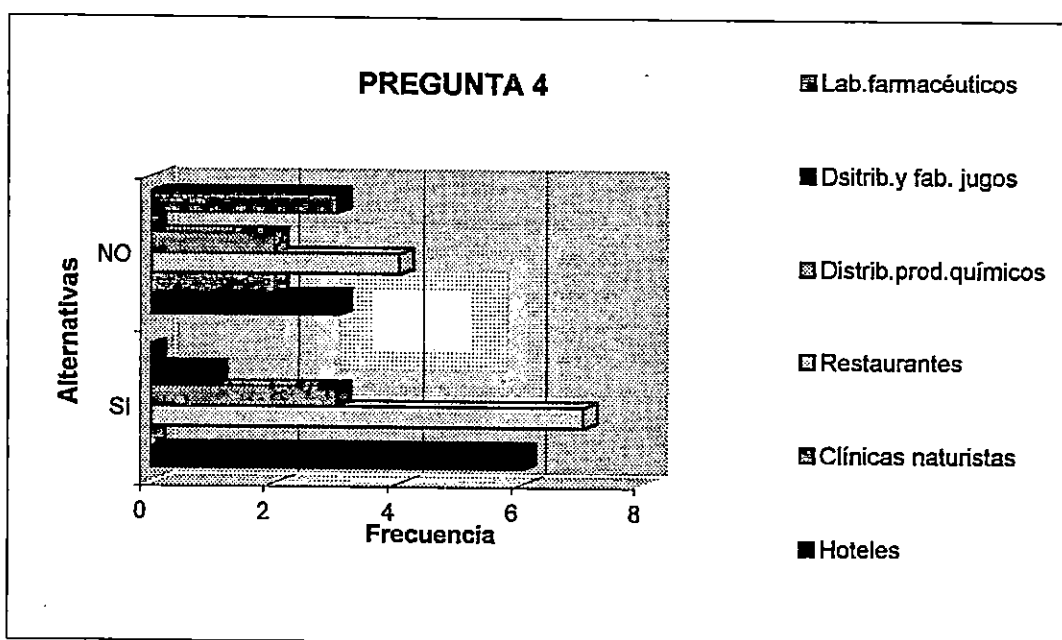 PREGUNTA 4
Alternativas
NO
SI
0
2
4
6
8
Frecuencia
Lab.farmacéuticos
Dsitrib.y fab. jugos
Distrib.prod.químicos
Restaurantes
Clínicas naturistas
Hoteles